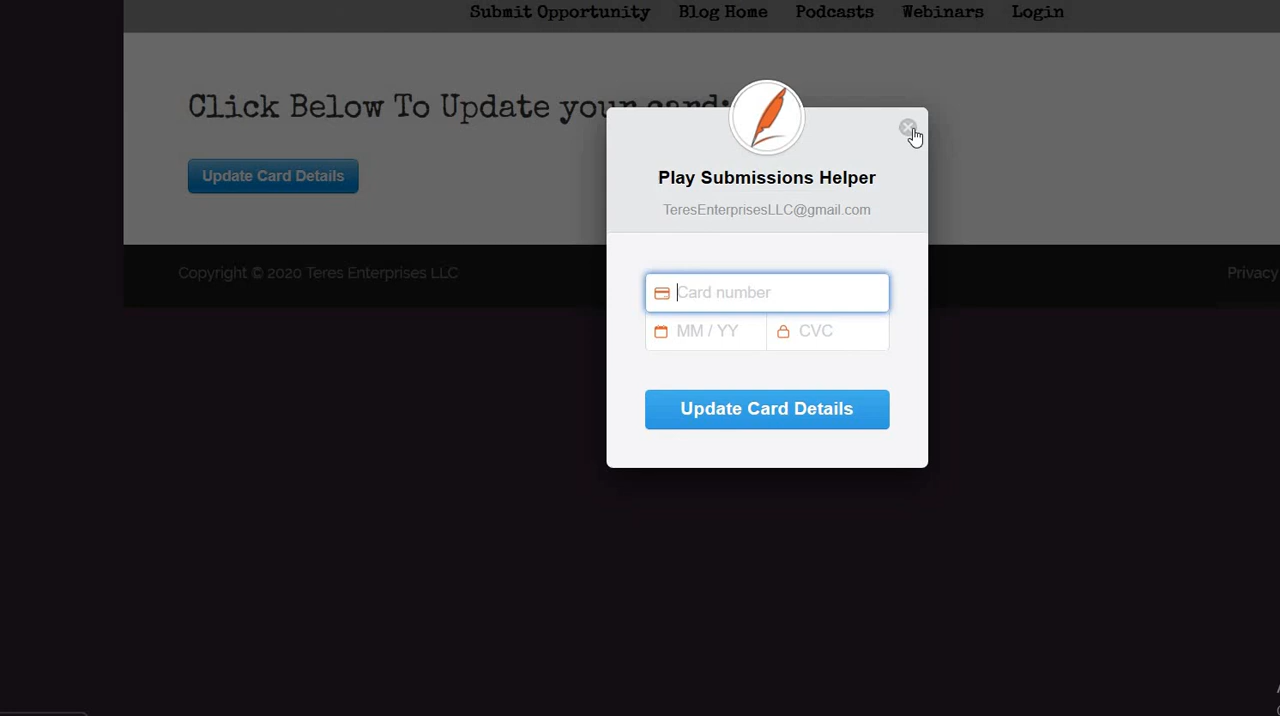 Submit Opportunity Blog Home Podcasts Webinars Login
Click Below To Update your card:
Update Card Details
Play Submissions Helper
TeresEnterprisesLLC@gmail.com
Card number
MM / YY CVC
Update Card Details
Copyright © 2020 Teres Enterprises LLC
Privacy